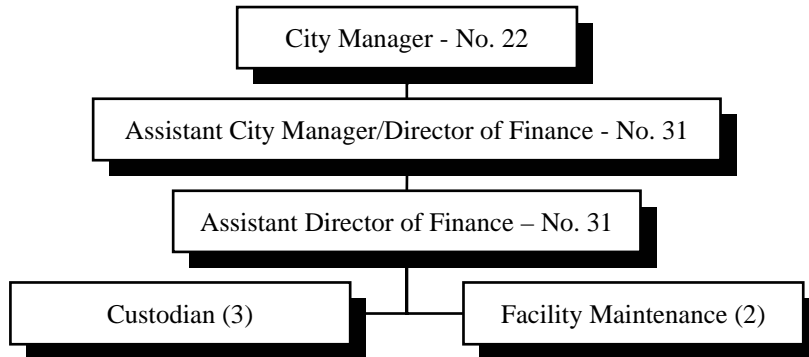 City Manager - No. 22
Assistant City Manager/Director of Finance - No. 31
Assistant Director of Finance – No. 31
Custodian (3)
Facility Maintenance (2)